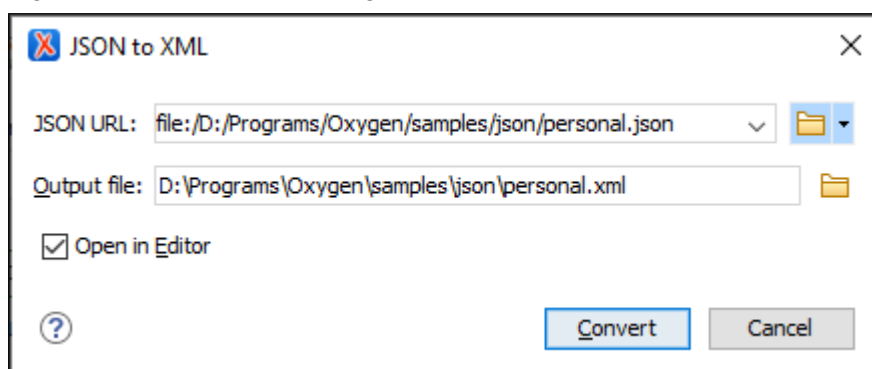 JSON to XML
JSON URL: file:/D:/Programs/Oxygen/samples/json/personal.json
Output file: D:\Programs\Oxygen\samples\json\personal.xml
Open in Editor
Convert Cancel